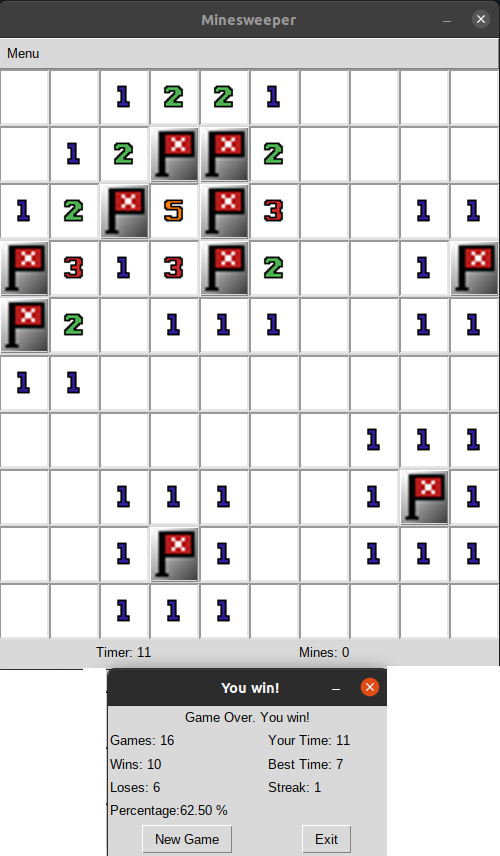 Minesweeper
Menu
1 2 2 1
1 2 2
1 2 5 3 1 1
3 1 3 2 1
2 1 1 1 1 1
1 1
1 1 1
1 1 1 1 1
1 1 1 1 1
1 1 1
Timer: 11 Mines: 0
You win!
Game Over. You win!
Games: 16 Your Time: 11
Wins: 10 Best Time: 7
Loses: 6 Streak: 1
Percentage:62.50 %
New Game Exit